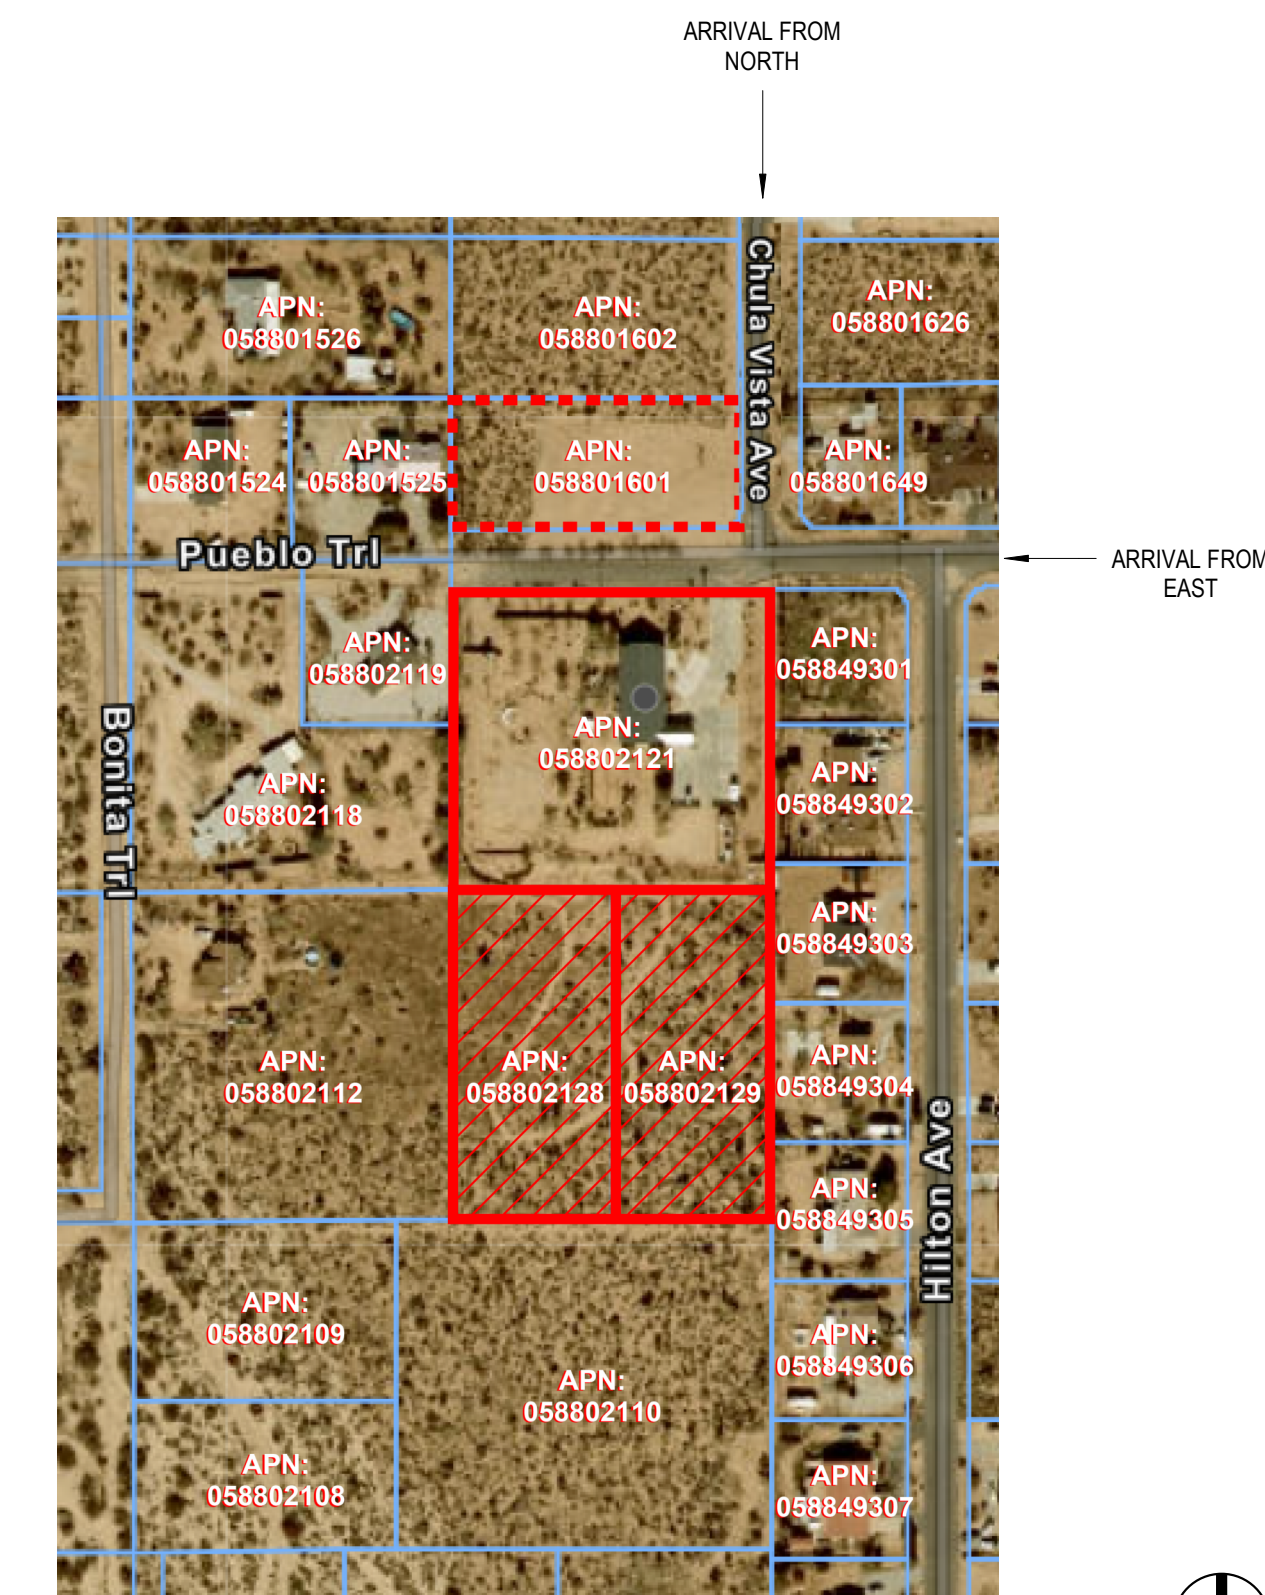 ARRIVAL FROM
NORTH
Chula Vista Ave
APN:
058801526
APN:
058801602
APN:
058801626
APN:
058801524
APN:
058801525
APN:
058801601
APN:
058801649
Pueblo Trl
ARRIVAL FROM
EAST
APN:
058802119
APN:
058849301
APN:
058802121
Bonita Trl
APN:
058802118
APN:
058849302
APN:
058849303
APN:
058802112
APN:
058802128
APN:
058802129
APN:
058849304
Hilton Ave
APN:
058849305
APN:
058802109
APN:
058849306
APN:
058802110
APN:
058802108
APN:
058849307